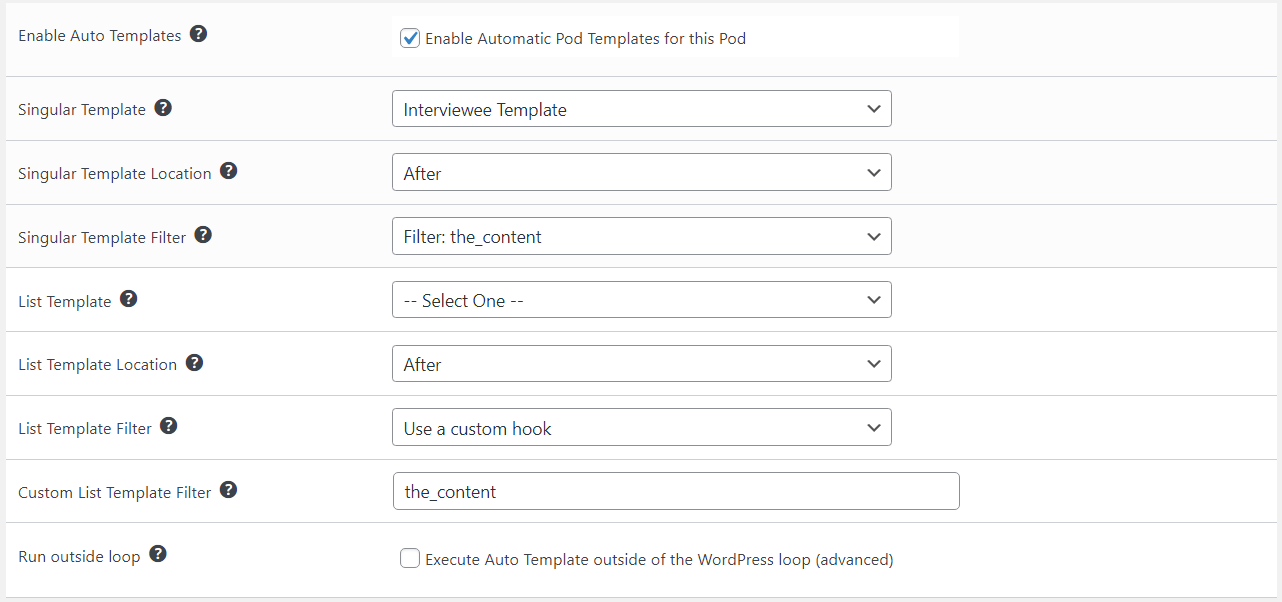 Enable Auto Templates ?
Enable Automatic Pod Templates for this Pod
Singular Template ?
Interviewee Template
Singular Template Location ?
After
Singular Template Filter ?
Filter: the_content
List Template ?
-- Select One --
List Template Location ?
After
List Template Filter ?
Use a custom hook
Custom List Template Filter ?
the_content
Run outside loop ?
Execute Auto Template outside of the WordPress loop (advanced)